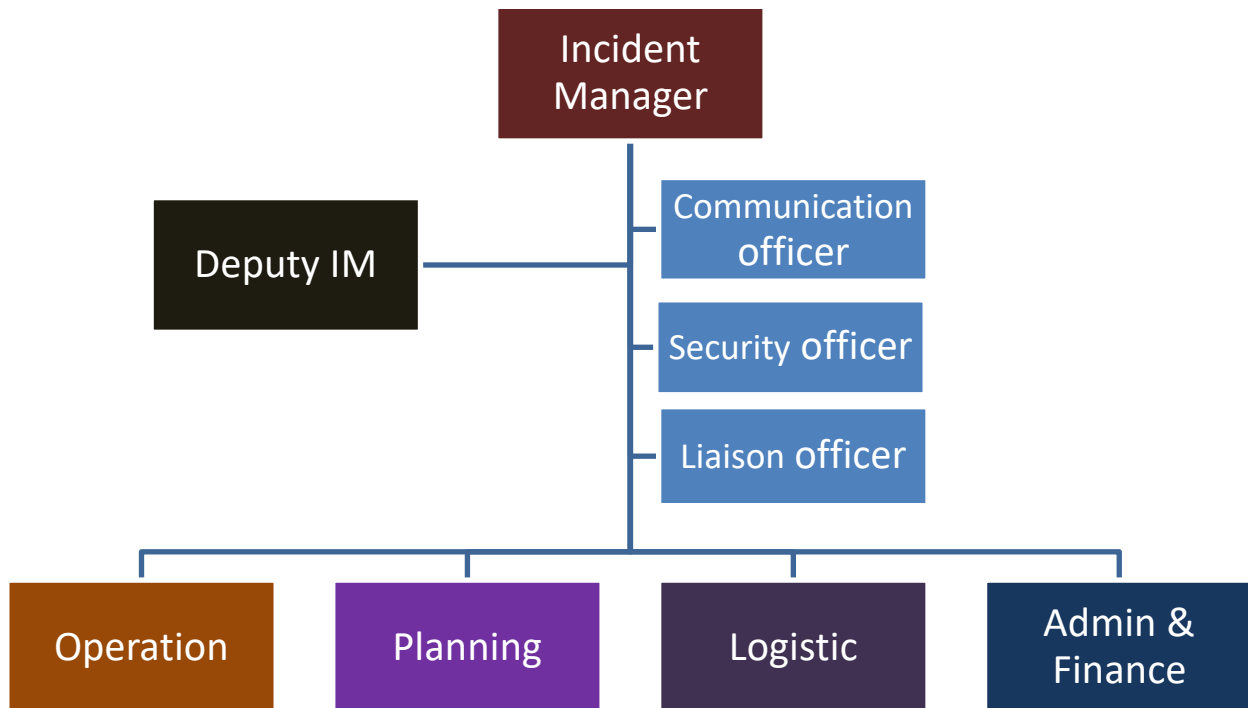 Incident
Manager
Communication
officer
Deputy IM
Security officer
Liaison officer
Operation
Planning
Logistic
Admin &
Finance